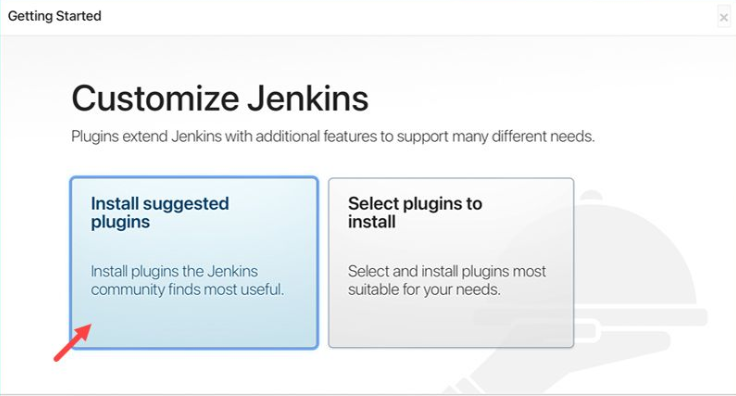 Getting Started
Customize Jenkins
Plugins extend Jenkins with additional features to support many different needs.
Install suggested
plugins
Install plugins the Jenkins
community finds most useful.
Select plugins to
install
Select and install plugins most
suitable for your needs.